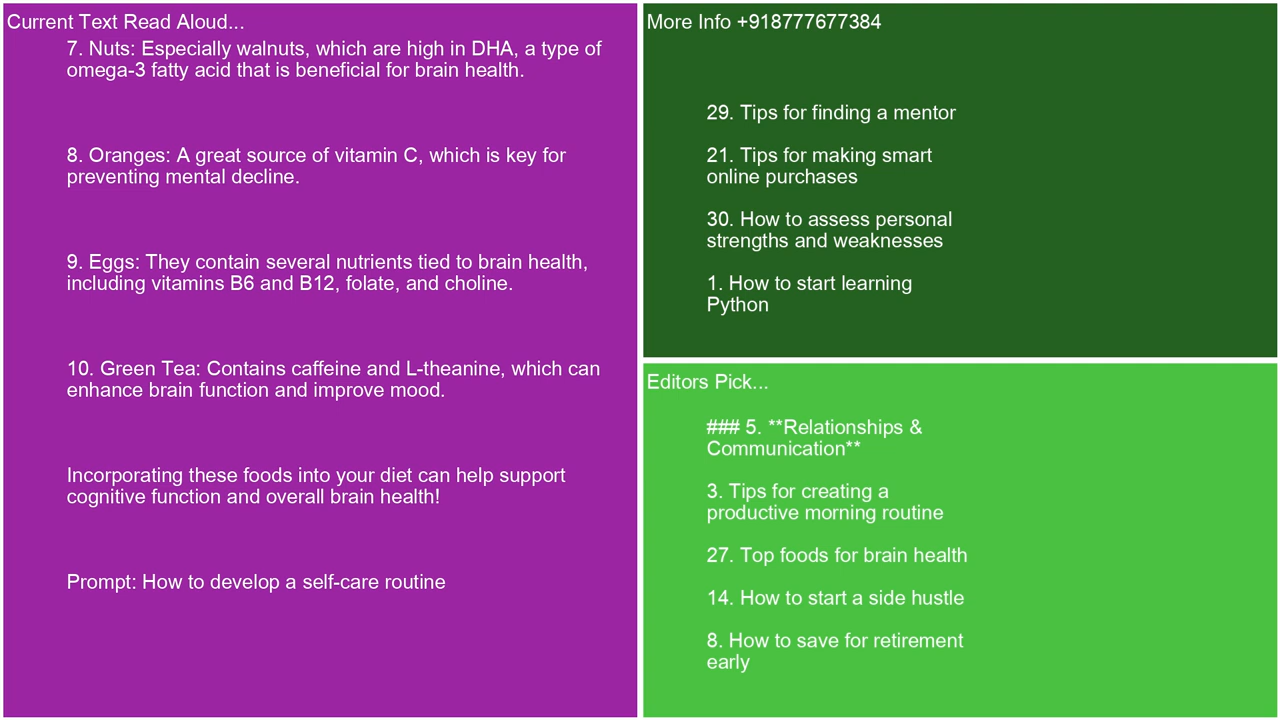 Current Text Read Aloud...
7. Nuts: Especially walnuts, which are high in DHA, a type of
omega-3 fatty acid that is beneficial for brain health.
8. Oranges: A great source of vitamin C, which is key for
preventing mental decline.
9. Eggs: They contain several nutrients tied to brain health,
including vitamins B6 and B12, folate, and choline.
10. Green Tea: Contains caffeine and L-theanine, which can
enhance brain function and improve mood.
Incorporating these foods into your diet can help support
cognitive function and overall brain health!
Prompt: How to develop a self-care routine
More Info +918777677384
29. Tips for finding a mentor
21. Tips for making smart
online purchases
30. How to assess personal
strengths and weaknesses
1. How to start learning
Python
Editors Pick...
### 5. **Relationships &
Communication**
3. Tips for creating a
productive morning routine
27. Top foods for brain health
14. How to start a side hustle
8. How to save for retirement
early